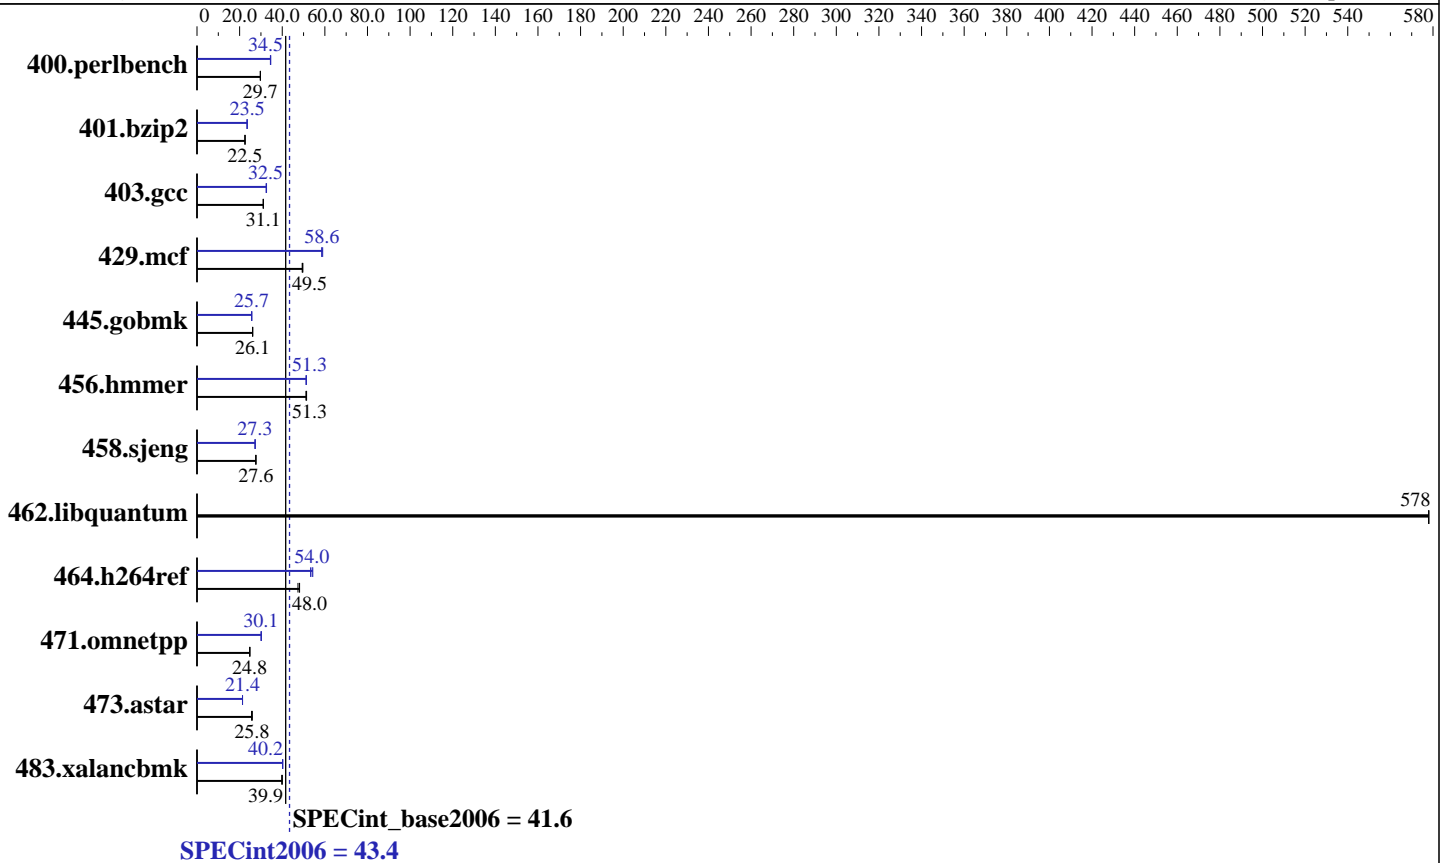 0 20.0 40.0 60.0 80.0 100 120 140 160 180 200 220 240 260 280 300 320 340 360 380 400 420 440 460 480 500 520 540 580
34.5
400.perlbench
29.7
23.5
401.bzip2
22.5
32.5
403.gcc
31.1
58.6
429.mcf
49.5
25.7
445.gobmk
26.1
51.3
456.hmmer
51.3
27.3
458.sjeng
27.6
578
462.libquantum
54.0
464.h264ref
48.0
30.1
471.omnetpp
24.8
21.4
473.astar
25.8
40.2
483.xalancbmk
39.9
SPECint_base2006 = 41.6
SPECint2006 = 43.4